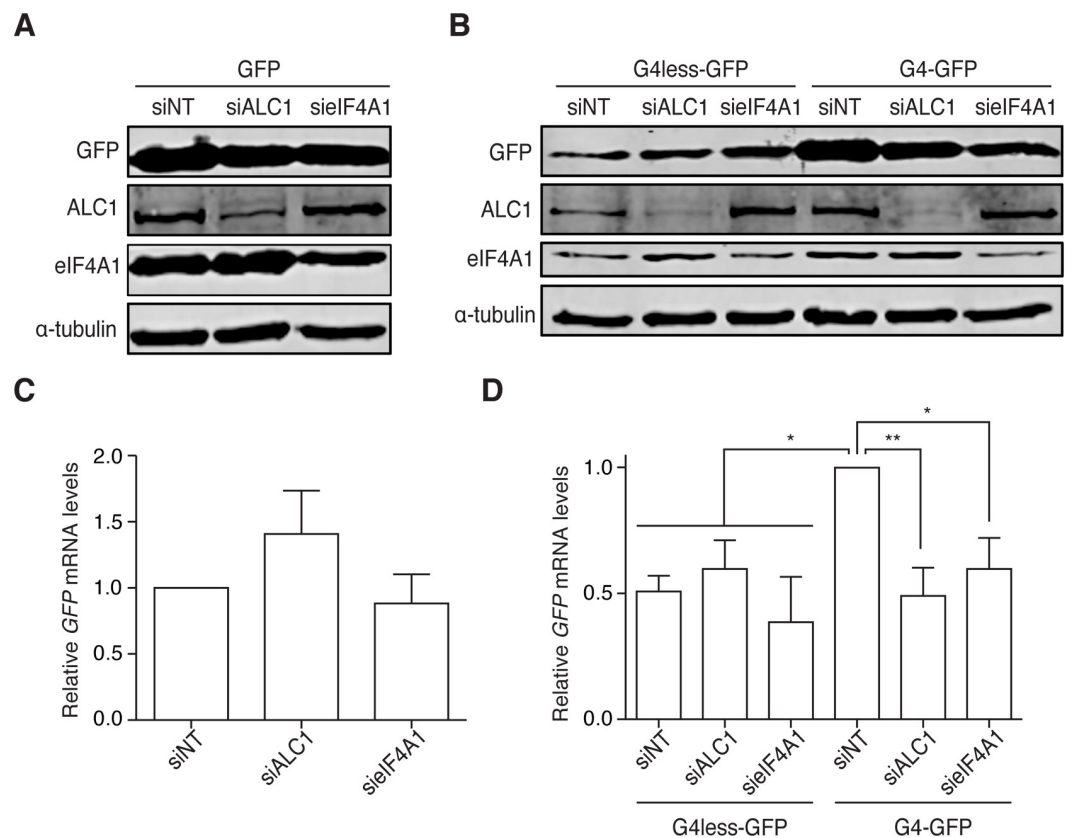 A
GFP
siNT siALC1 sieIF4A1
GFP
ALC1
eIF4A1
α-tubulin
B
G4less-GFP G4-GFP
siNT siALC1 sieIF4A1 siNT siALC1 sieIF4A1
GFP
ALC1
eIF4A1
α-tubulin
C
Relative GFP mRNA levels
2.0
1.5
1.0
0.5
0.0
siNT siALC1 sieIF4A1
D
Relative GFP mRNA levels
1.0
0.5
0.0
*
**
*
siNT siALC1 sieIF4A1 siNT siALC1 sieIF4A1
G4less-GFP G4-GFP